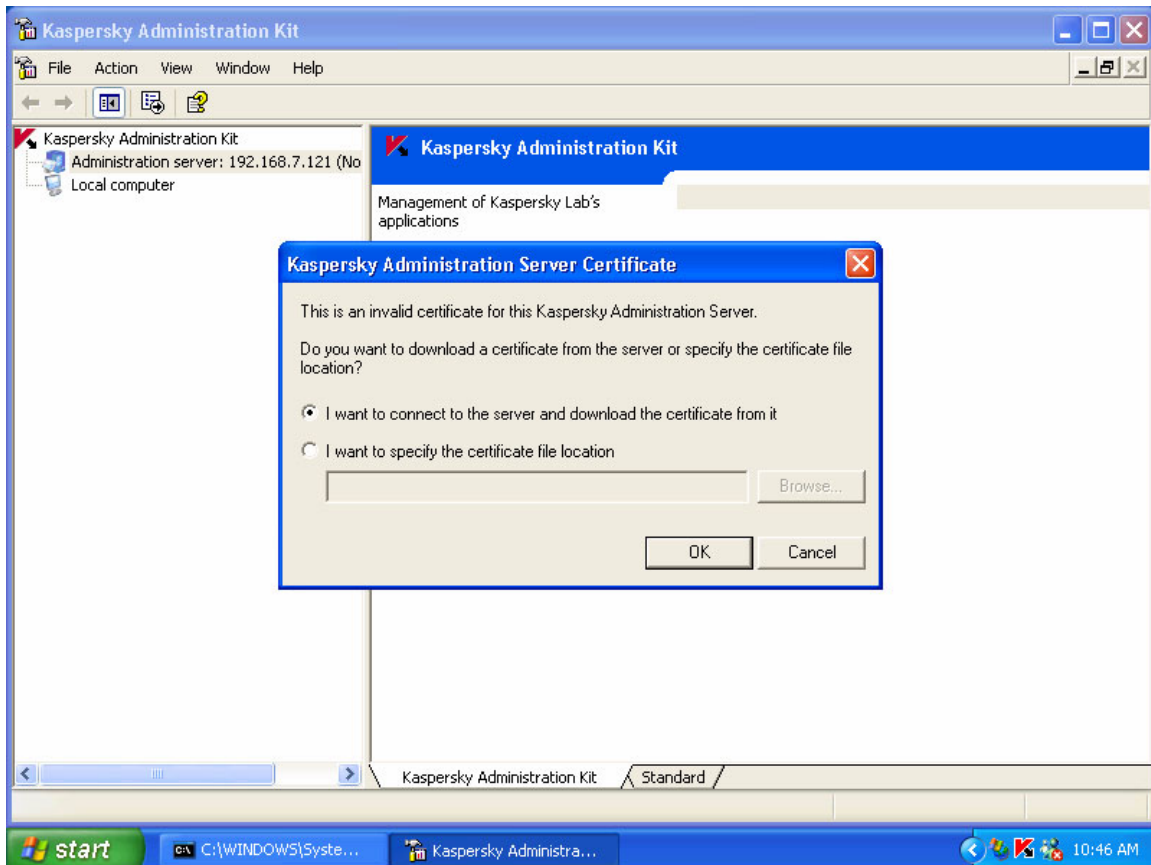 Kaspersky Administration Kit
File Action View Window Help
Kaspersky Administration Kit
Administration server: 192.168.7.121 (No
Local computer
Kaspersky Administration Kit
Management of Kaspersky Lab's
applications
Kaspersky Administration Server Certificate
This is an invalid certificate for this Kaspersky Administration Server.
Do you want to download a certificate from the server or specify the certificate file
location?
I want to connect to the server and download the certificate from it
I want to specify the certificate file location
Browse...
OK Cancel
Kaspersky Administration Kit Standard
start C:\WINDOWS\Syste... Kaspersky Administra... 10:46 AM